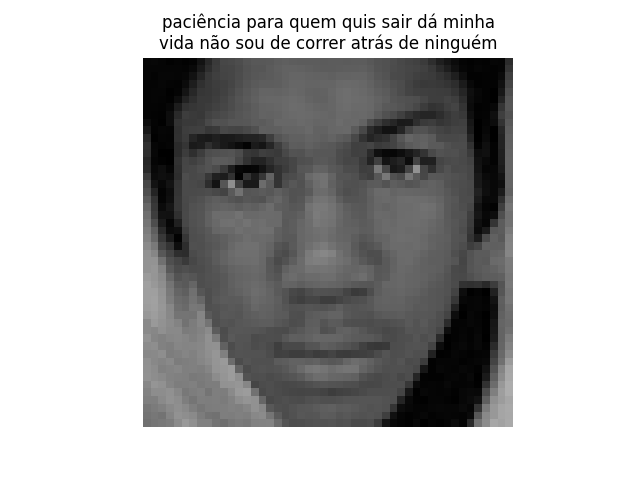 paciência para quem quis sair dá minha
vida não sou de correr atrás de ninguém